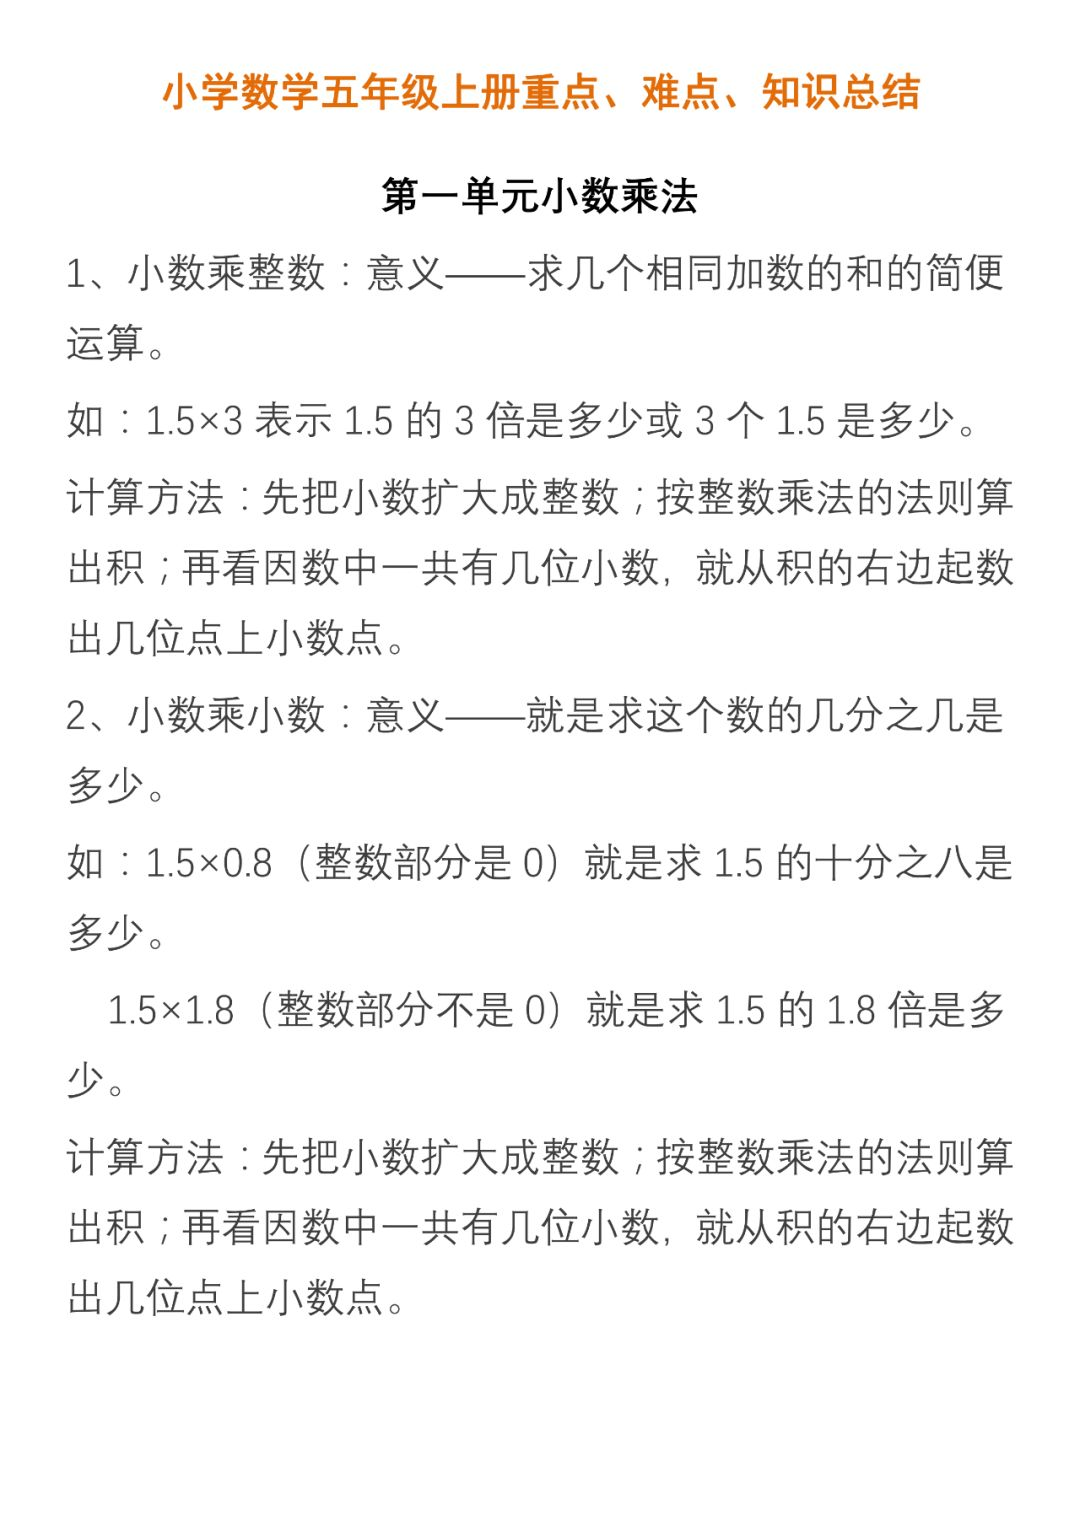 小学数学五年级上册重点、难点、知识总结
第一单元小数乘法
1、小数乘整数：意义——求几个相同加数的和的简便
运算。
如：1.5×3 表示 1.5 的 3 倍是多少或 3 个 1.5 是多少。
计算方法：先把小数扩大成整数；按整数乘法的法则算
出积；再看因数中一共有几位小数，就从积的右边起数
出几位点上小数点。
2、小数乘小数：意义——就是求这个数的几分之几是
多少。
如：1.5×0.8（整数部分是 0）就是求 1.5 的十分之八是
多少。
1.5×1.8（整数部分不是 0）就是求 1.5 的 1.8 倍是多
少。
计算方法：先把小数扩大成整数；按整数乘法的法则算
出积；再看因数中一共有几位小数，就从积的右边起数
出几位点上小数点。